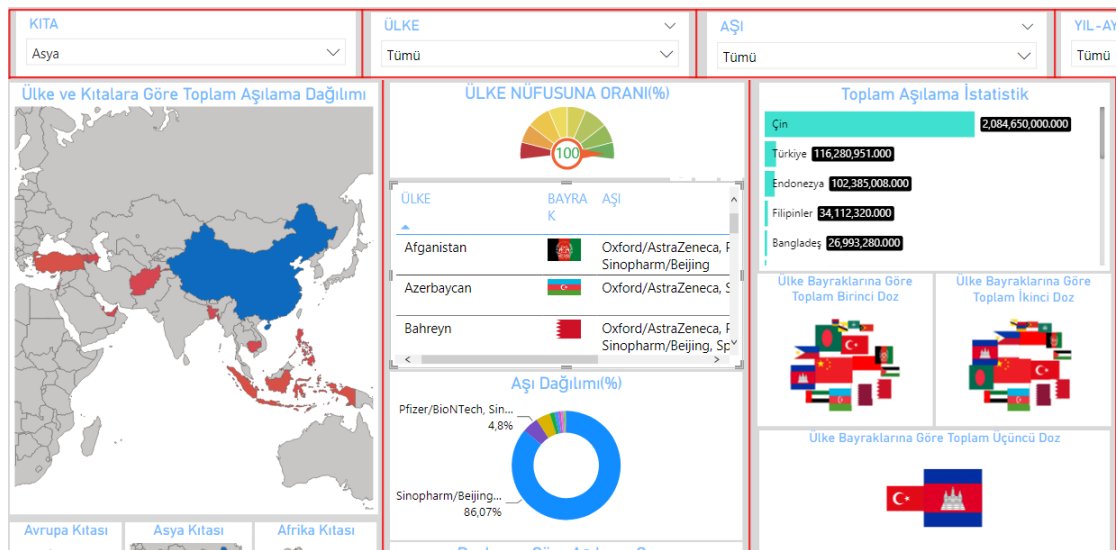 KITA
Asya
ÜLKE
Tümü
AŞI
Tümü
YIL-AY
Tümü
Ülke ve Kıtalara Göre Toplam Aşılama Dağılımı
Avrupa Kıtası
Asya Kıtası
Afrika Kıtası
ÜLKE NÜFUSUNA ORANI(%)
100
ÜLKE
BAYRA
K
AŞI
Afganistan
Oxford/AstraZeneca, P
Sinopharm/Beijing
Azerbaycan
Oxford/AstraZeneca, S
Bahreyn
Oxford/AstraZeneca, P
Sinopharm/Beijing, Sp
Aşı Dağılımı(%)
Pfizer/BioNTech, Sin...
4,8%
Sinopharm/Beijing...
86,07%
Toplam Aşılama İstatistik
Çin 2,084,650,000.000
Türkiye 116,280,951.000
Endonezya 102,385,008.000
Filipinler 34,112,320.000
Bangladeş 26,993,280.000
Ülke Bayraklarına Göre
Toplam Birinci Doz
Ülke Bayraklarına Göre
Toplam İkinci Doz
Ülke Bayraklarına Göre Toplam Üçüncü Doz